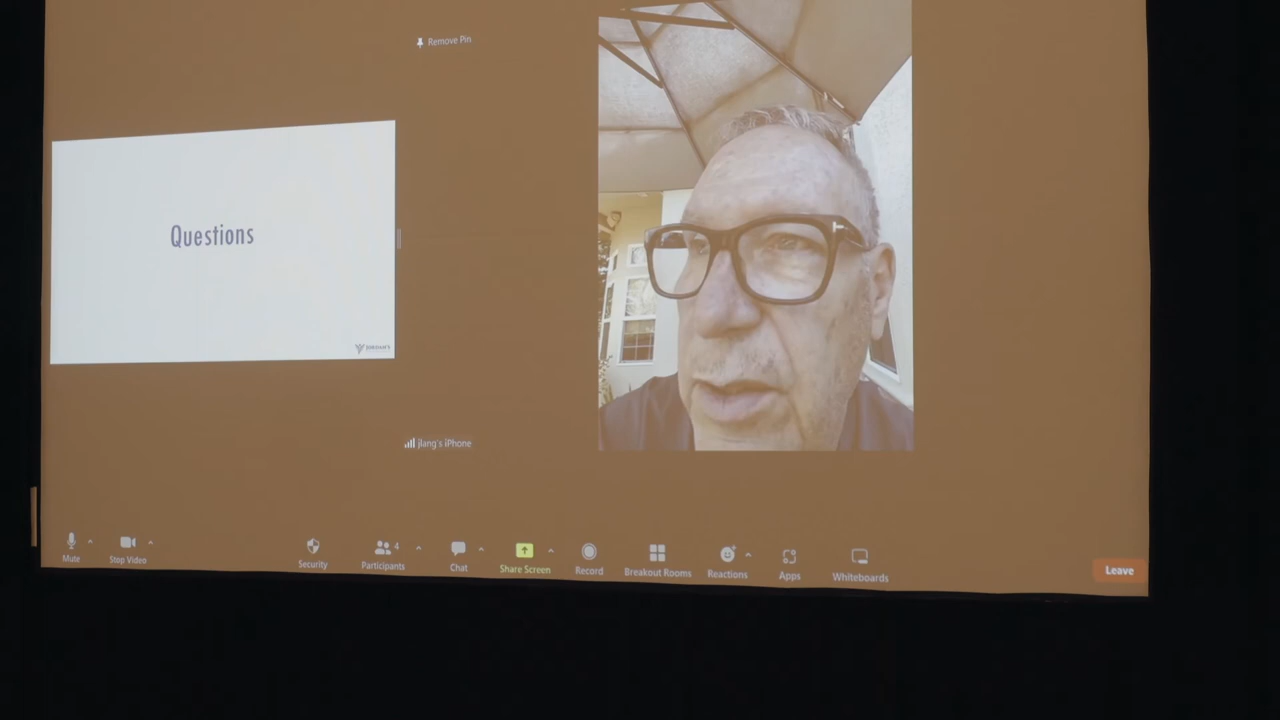 Remove Pin
Questions
jlang's iPhone
Mute
Stop Video
Security
4
Participants
Chat
Share Screen
Record
Breakout Rooms
Reactions
Apps
Whiteboards
Leave